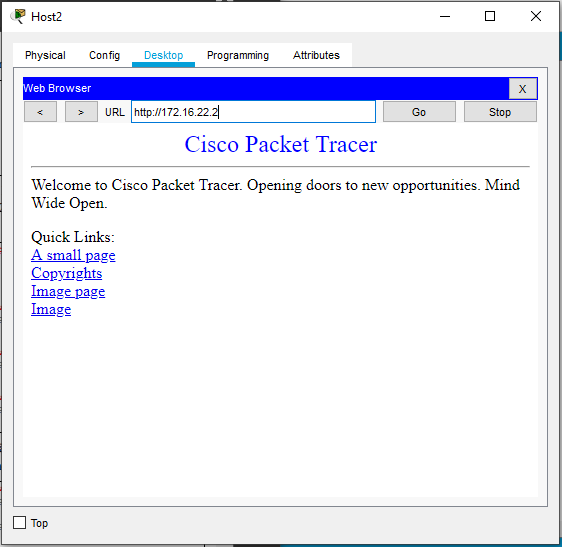 Host2
Physical Config Desktop Programming Attributes
Web Browser X
< > URL http://172.16.22.2 Go Stop
Cisco Packet Tracer
Welcome to Cisco Packet Tracer. Opening doors to new opportunities. Mind
Wide Open.
Quick Links:
A small page
Copyrights
Image page
Image
Top